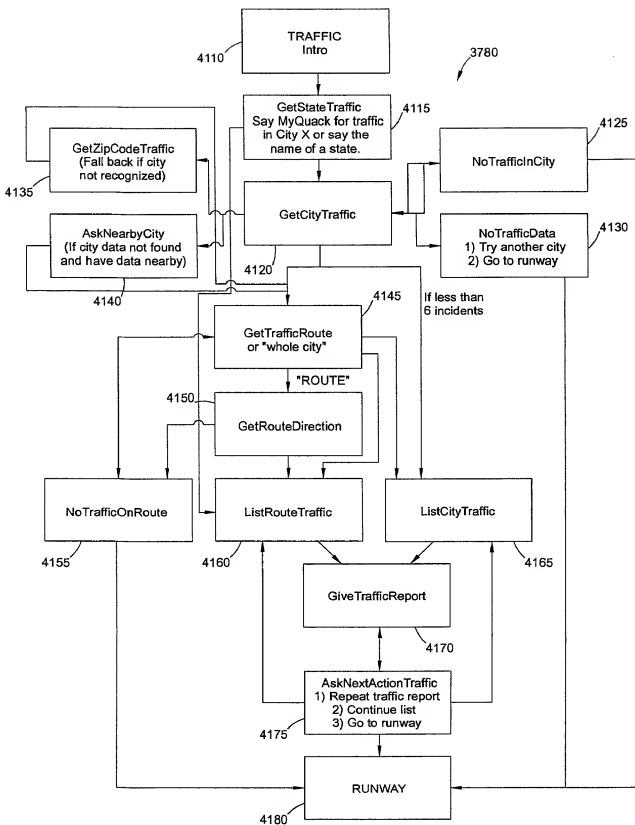 TRAFFIC
Intro
4110
3780
GetStateTraffic
Say MyQuack for traffic
in City X or say the
name of a state.
4115
4125
GetZipCodeTraffic
(Fall back if city
not recognized)
4135
NoTrafficInCity
GetCityTraffic
4120
AskNearbyCity
(If city data not found
and have data nearby)
4140
NoTrafficData
1) Try another city
2) Go to runway
4130
4145
If less than
6 incidents
GetTrafficRoute
or "whole city"
"ROUTE"
4150
GetRouteDirection
NoTrafficOnRoute
4155
ListRouteTraffic
4160
ListCityTraffic
4165
GiveTrafficReport
4170
AskNextActionTraffic
1) Repeat traffic report
2) Continue list
3) Go to runway
4175
RUNWAY
4180